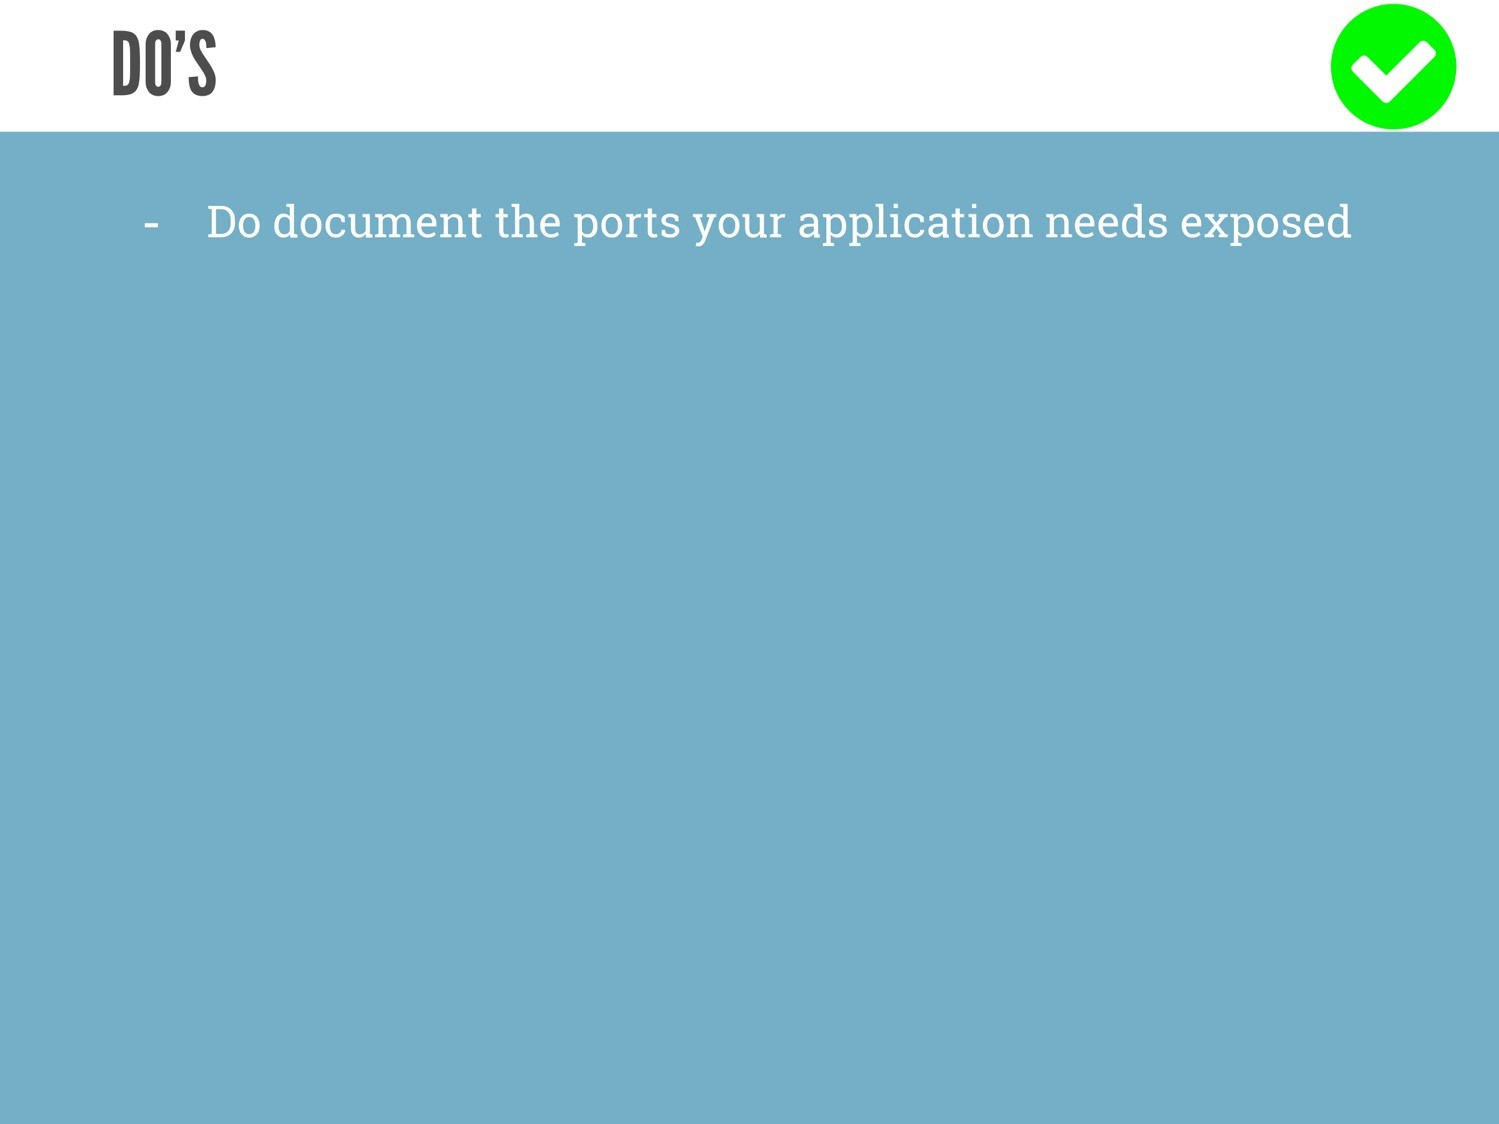 DO’S
- Do document the ports your application needs exposed